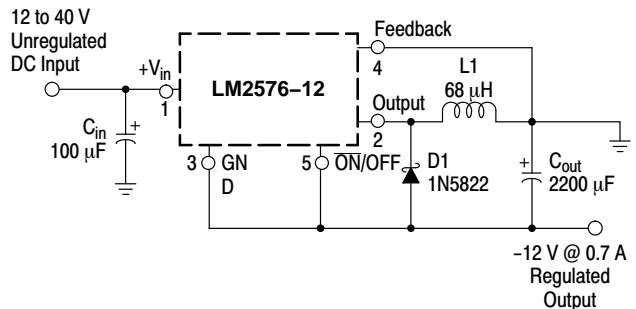 12 to 40 V
Unregulated
DC Input
+Vin
1
Cin
100 μF
+
LM2576–12
Feedback
4
Output
2
L1
68 μH
3 GN
D
5 ON/OFF
D1
1N5822
+
Cout
2200 μF
–12 V @ 0.7 A
Regulated
Output